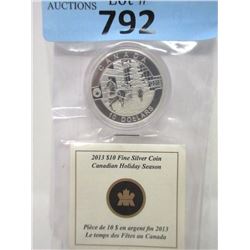 AUCTIONS
Lot #
792
CANADA
10 DOLLARS
2013 $10 Fine Silver Coin
Canadian Holiday Season
Pièce de 10 $ en argent fin 2013
Le temps des Fêtes au Canada